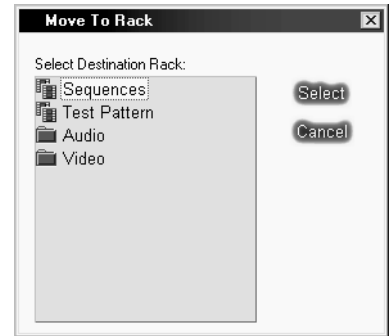 Move To Rack
Select Destination Rack:
Sequences
Test Pattern
Audio
Video
Select
Cancel